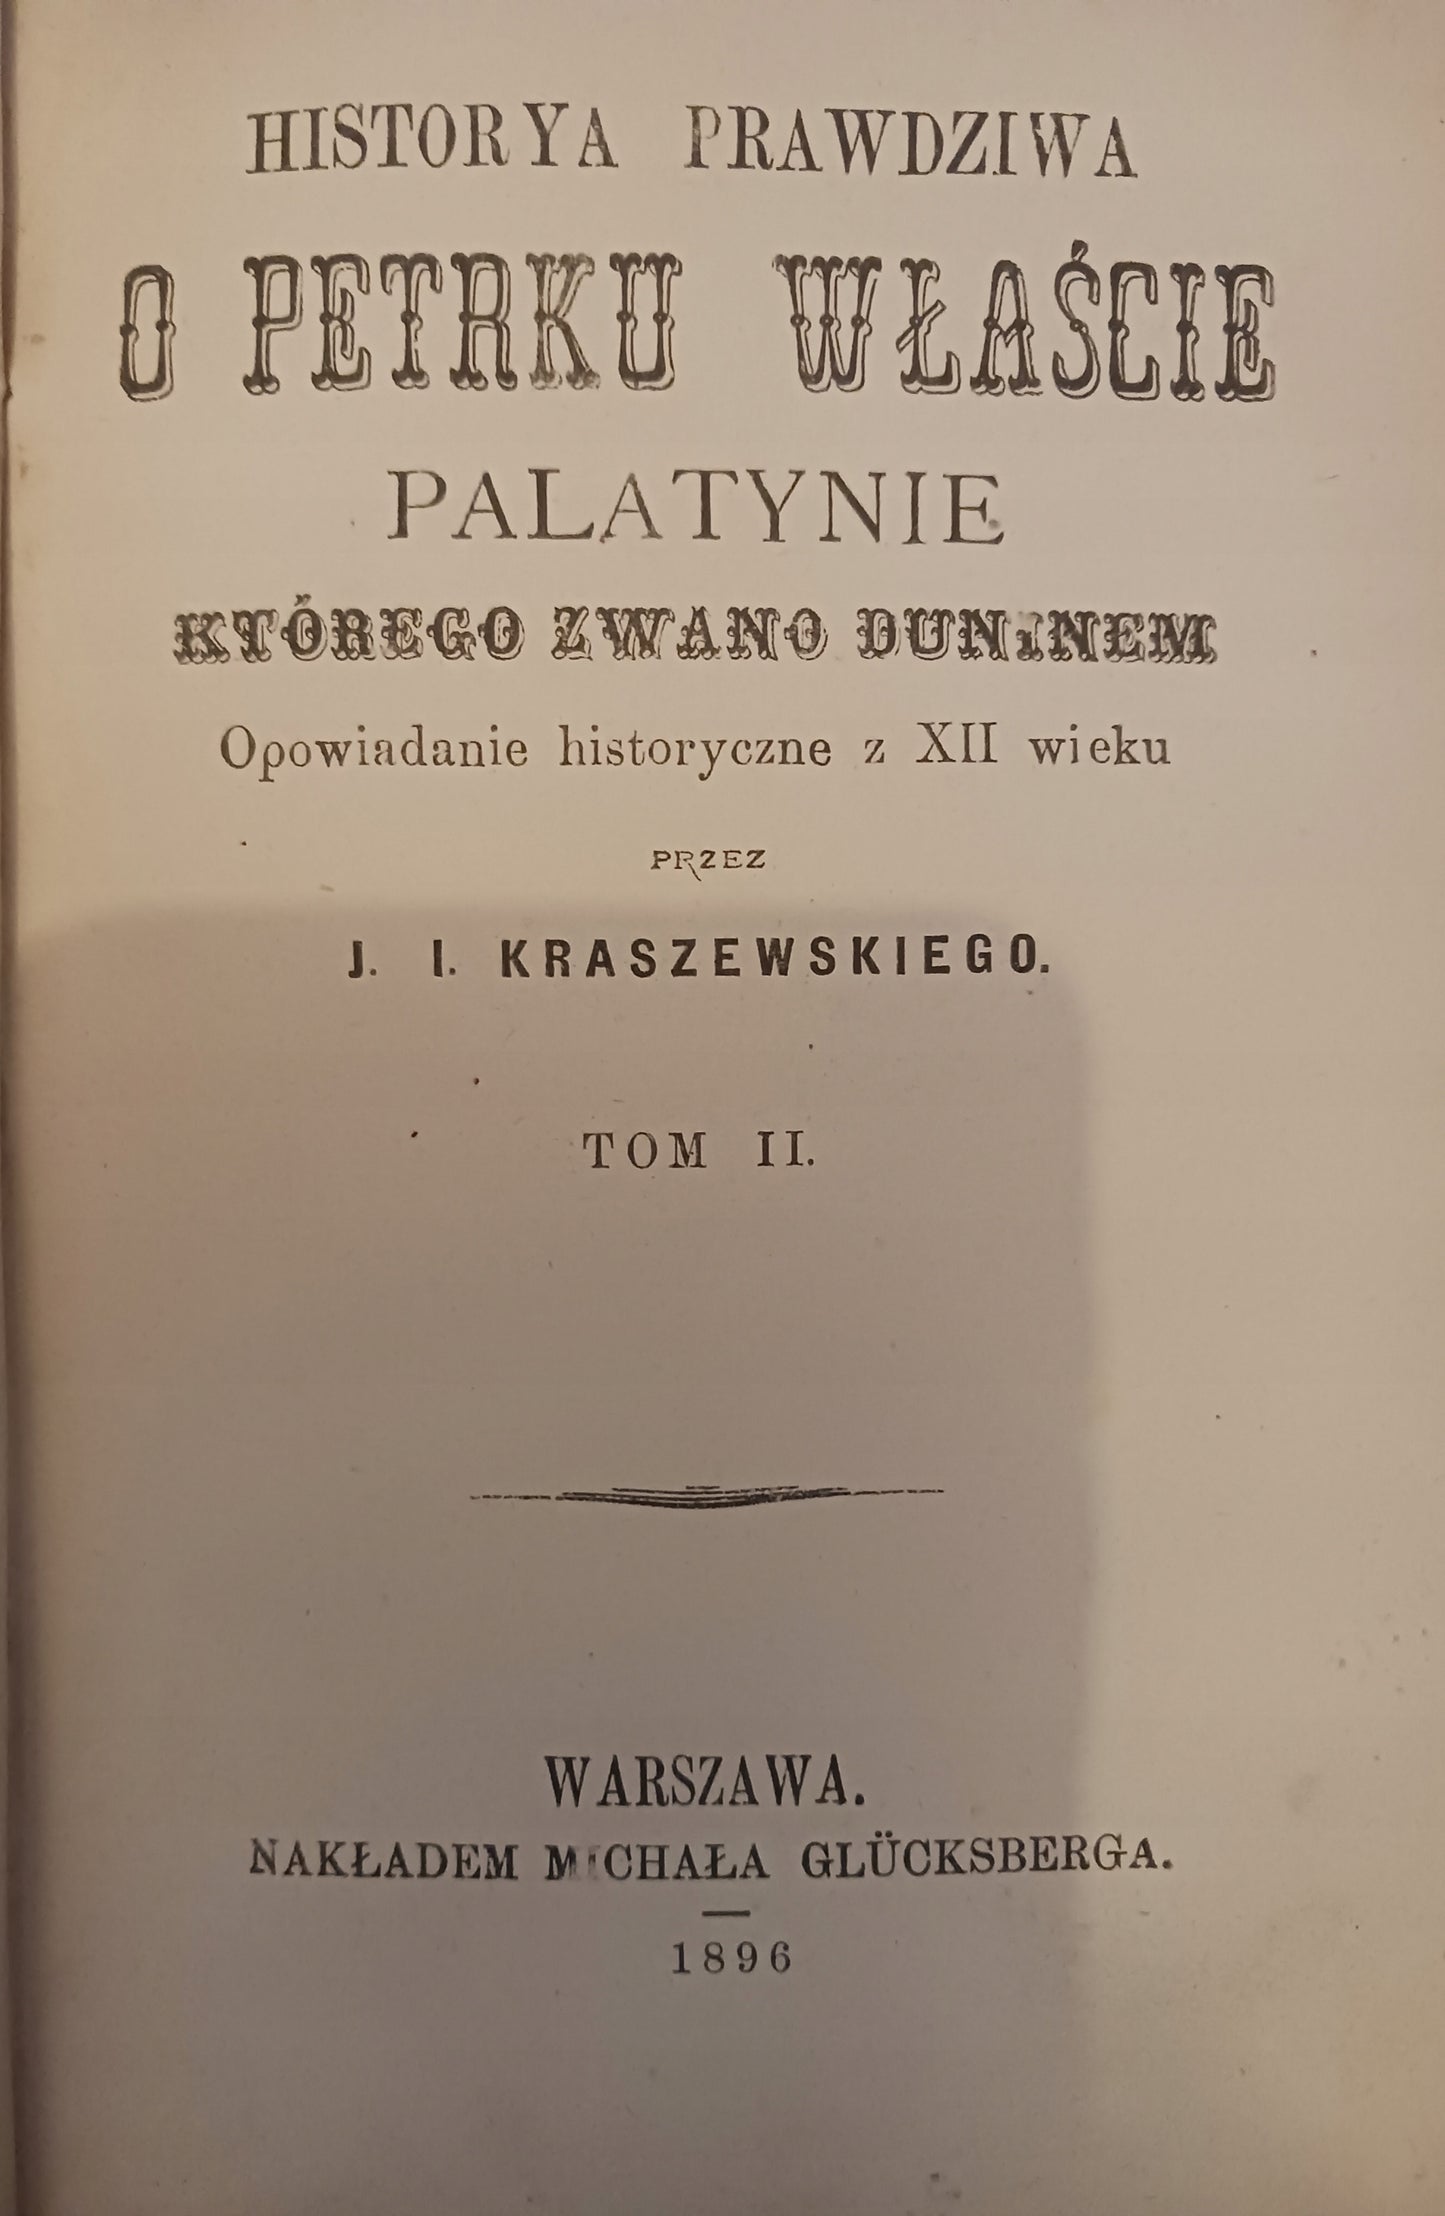 HISTORYA PRAWDZIWA
O PETRKU WŁAŚCIE
PALATYNIE
KTÓREGO ZWANO DUNINEM
Opowiadanie historyczne z XII wieku
PRZEZ
J. I. KRASZEWSKIEGO.
TOM II.
WARSZAWA.
NAKŁADEM MICHAŁA GLÜCKSBERGA.
1896